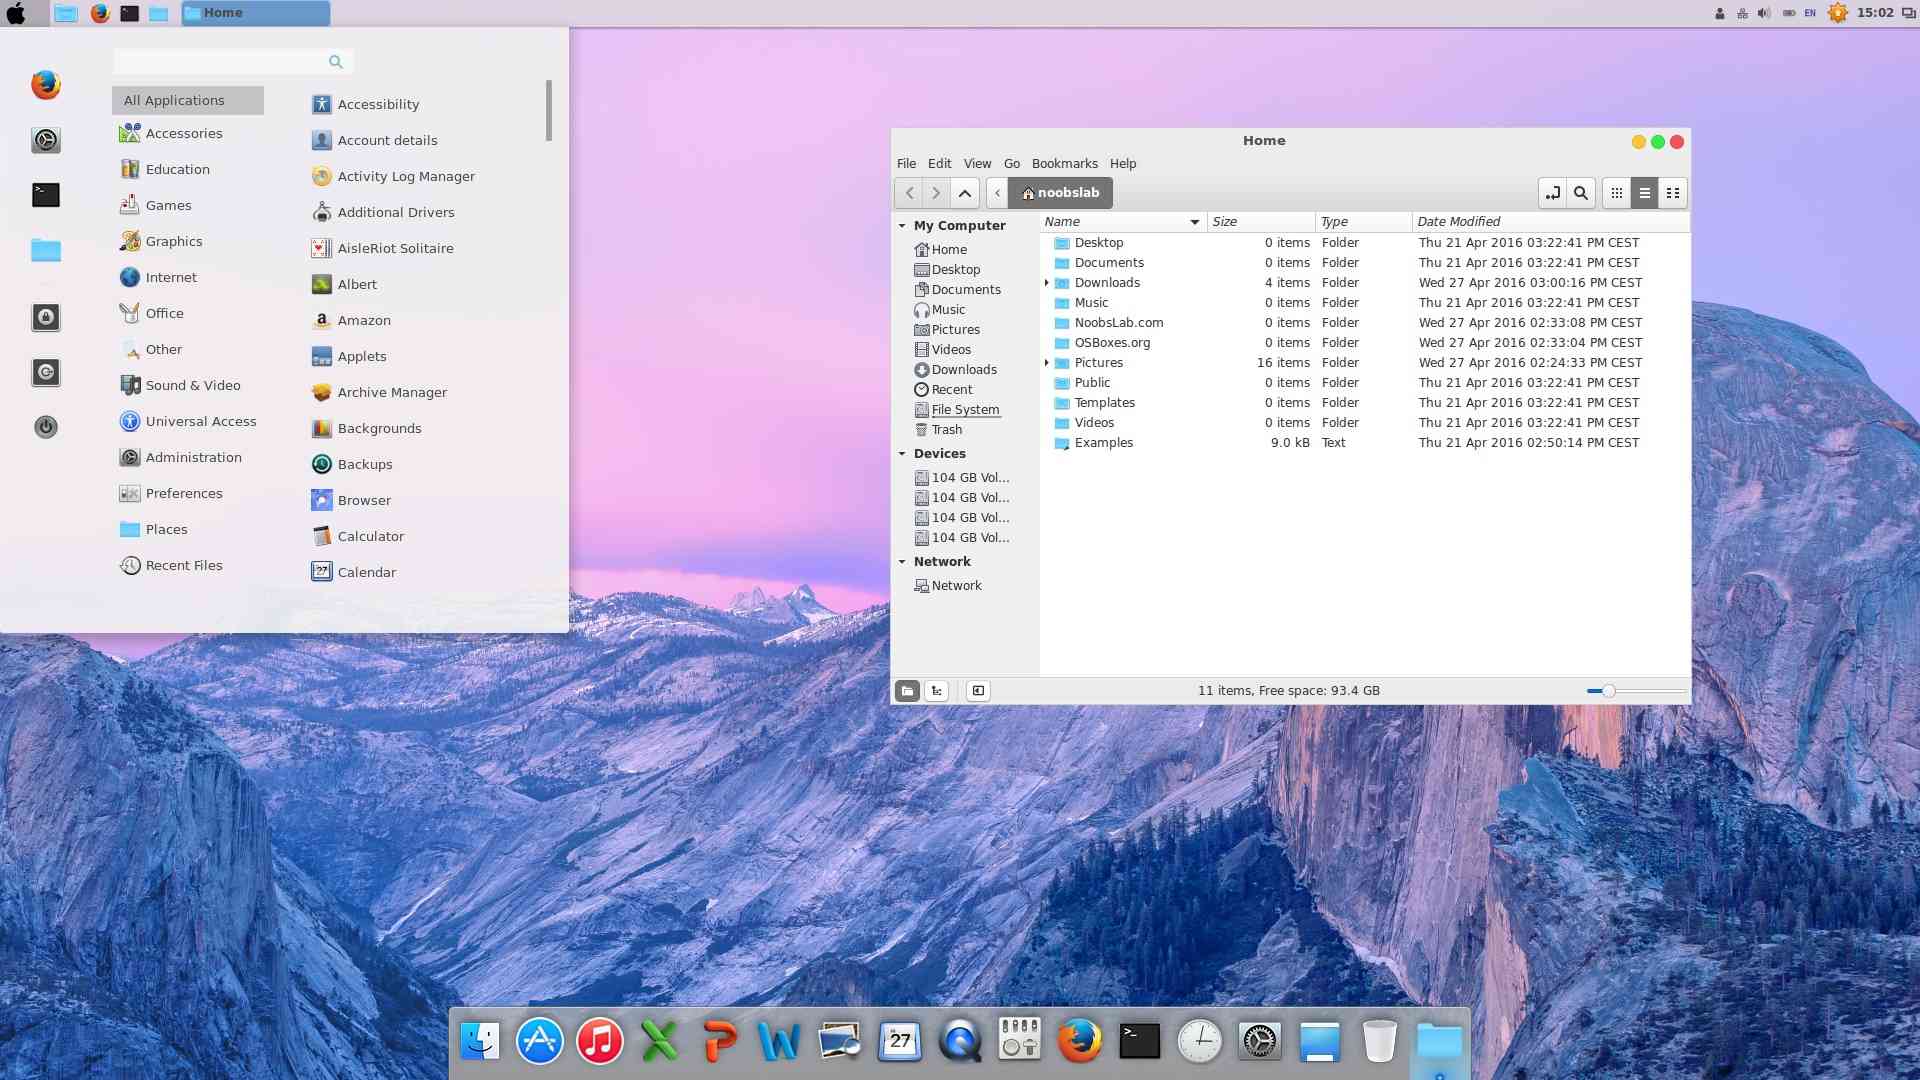 Home
EN
15:02
All Applications
Accessories
Education
Games
Graphics
Internet
Office
Other
Sound & Video
Universal Access
Administration
Preferences
Places
Recent Files
Accessibility
Account details
Activity Log Manager
Additional Drivers
AisleRiot Solitaire
Albert
Amazon
Applets
Archive Manager
Backgrounds
Backups
Browser
Calculator
Calendar
Home
File Edit View Go Bookmarks Help
noobslab
My Computer
Home
Desktop
Documents
Music
Pictures
Videos
Downloads
Recent
File System
Trash
Devices
104 GB Vol...
104 GB Vol...
104 GB Vol...
104 GB Vol...
Network
Network
Name Size Type Date Modified
Desktop 0 items Folder Thu 21 Apr 2016 03:22:41 PM CEST
Documents 0 items Folder Thu 21 Apr 2016 03:22:41 PM CEST
Downloads 4 items Folder Wed 27 Apr 2016 03:00:16 PM CEST
Music 0 items Folder Thu 21 Apr 2016 03:22:41 PM CEST
NoobsLab.com 0 items Folder Wed 27 Apr 2016 02:33:08 PM CEST
OSBoxes.org 0 items Folder Wed 27 Apr 2016 02:33:04 PM CEST
Pictures 16 items Folder Wed 27 Apr 2016 02:24:33 PM CEST
Public 0 items Folder Thu 21 Apr 2016 03:22:41 PM CEST
Templates 0 items Folder Thu 21 Apr 2016 03:22:41 PM CEST
Videos 0 items Folder Thu 21 Apr 2016 03:22:41 PM CEST
Examples 9.0 kB Text Thu 21 Apr 2016 02:50:14 PM CEST
11 items, Free space: 93.4 GB
27